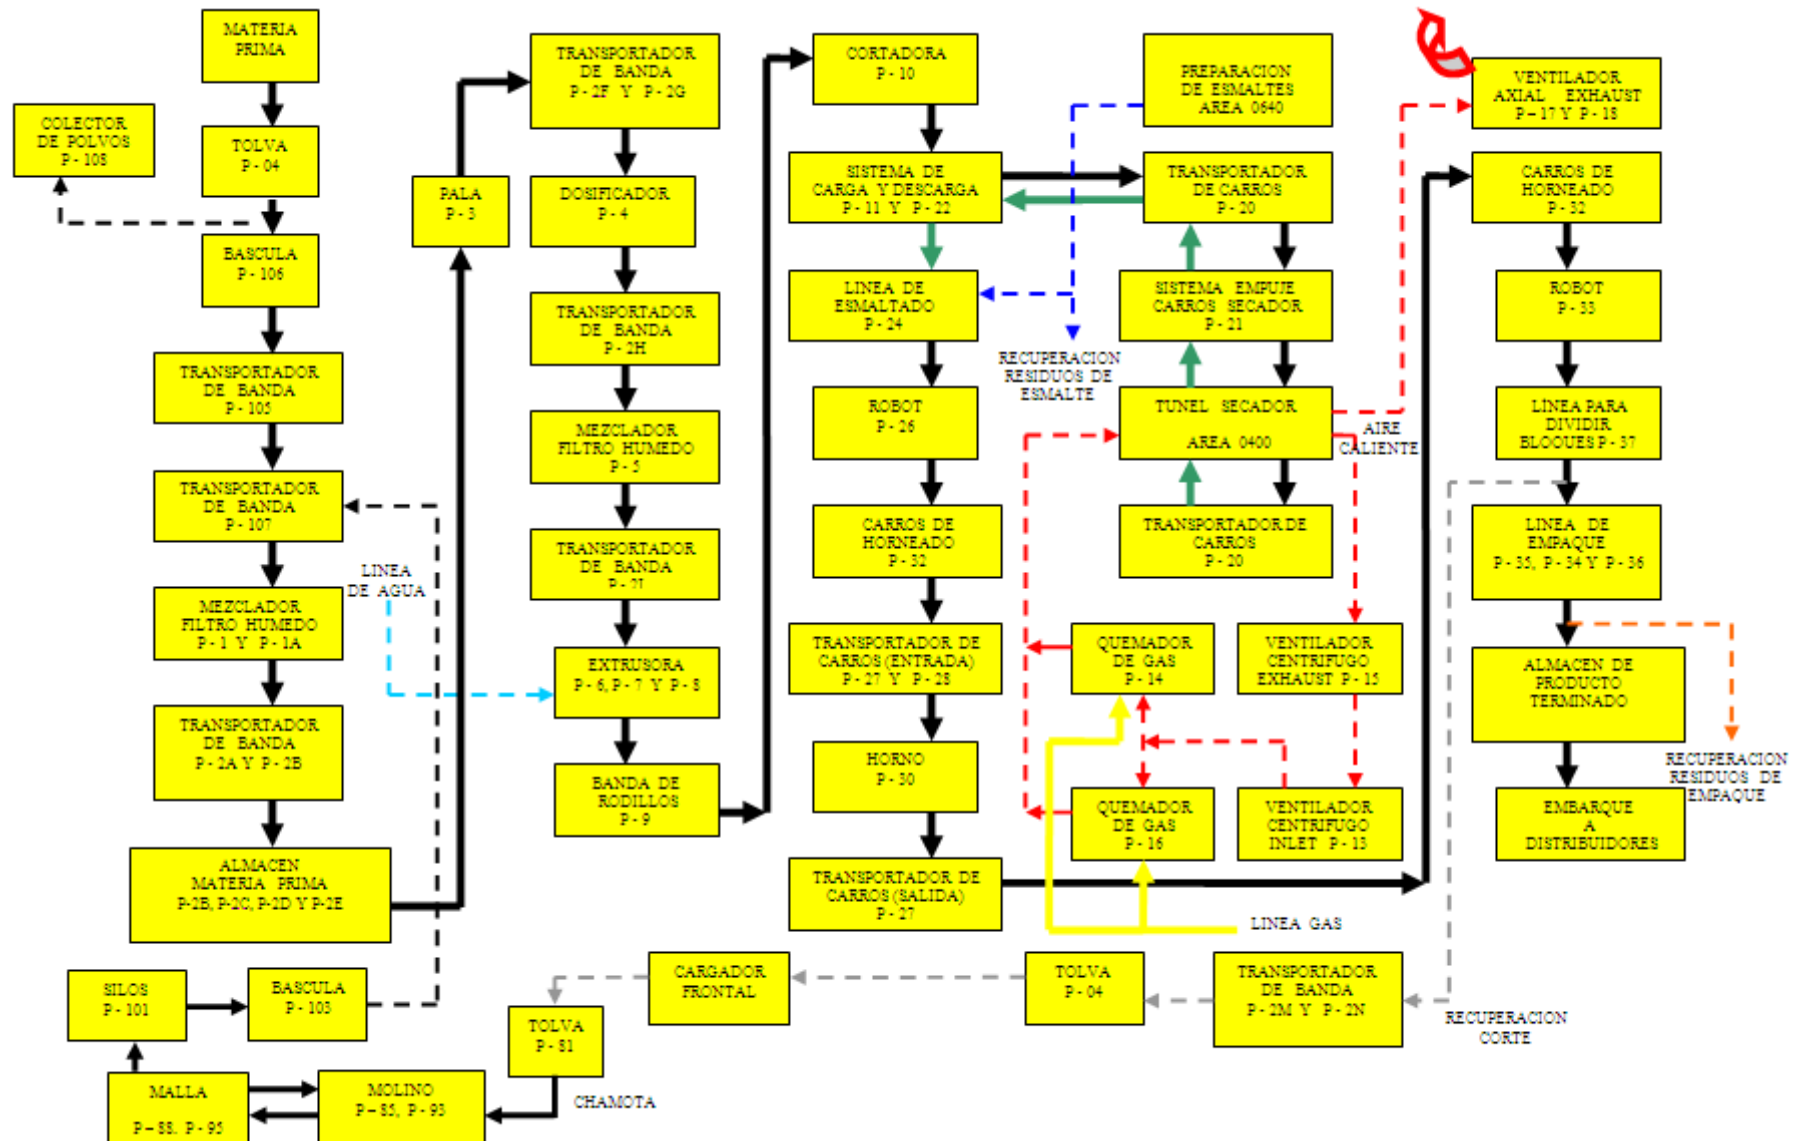 MATERIA
PRIMA
COLECTOR
DE POLVOS
P - 108
TOLVA
P - 04
BASCULA
P - 106
TRANSPORTADOR
DE BANDA
P - 105
TRANSPORTADOR
DE BANDA
P - 107
MEZCLADOR
FILTRO HUMEDO
P - 1 Y P - 1A
TRANSPORTADOR
DE BANDA
P - 2A Y P - 2B
ALMACEN
MATERIA PRIMA
P-2B, P-2C, P-2D Y P-2E
SILOS
P - 101
BASCULA
P - 103
MALLA
P – 88. P - 95
MOLINO
P – 85, P - 93
LINEA
DE AGUA
PALA
P - 3
TRANSPORTADOR
DE BANDA
P - 2F Y P - 2G
DOSIFICADOR
P - 4
TRANSPORTADOR
DE BANDA
P - 2H
MEZCLADOR
FILTRO HUMEDO
P - 5
TRANSPORTADOR
DE BANDA
P - 2I
EXTRUSORA
P - 6, P - 7 Y P - 8
BANDA DE
RODILLOS
P - 9
TOLVA
P - 81
CHAMOTA
CARGADOR
FRONTAL
CORTADORA
P - 10
SISTEMA DE
CARGA Y DESCARGA
P - 11 Y P - 22
LINEA DE
ESMALTADO
P - 24
ROBOT
P - 26
CARROS DE
HORNEADO
P - 32
TRANSPORTADOR DE
CARROS (ENTRADA)
P - 27 Y P - 28
HORNO
P - 30
TRANSPORTADOR DE
CARROS (SALIDA)
P - 27
PREPARACION
DE ESMALTES
AREA 0640
TRANSPORTADOR
DE CARROS
P - 20
SISTEMA EMPUJE
CARROS SECADOR
P - 21
RECUPERACION
RESIDUOS DE
ESMALTE
TUNEL SECADOR
AREA 0400
AIRE
CALIENTE
TRANSPORTADOR DE
CARROS
P - 20
QUEMADOR
DE GAS
P - 14
VENTILADOR
CENTRIFUGO
EXHAUST P - 15
QUEMADOR
DE GAS
P - 16
VENTILADOR
CENTRIFUGO
INLET P - 13
LINEA GAS
TOLVA
P - 04
TRANSPORTADOR
DE BANDA
P - 2M Y P - 2N
RECUPERACION
CORTE
VENTILADOR
AXIAL EXHAUST
P – 17 Y P - 18
CARROS DE
HORNEADO
P - 32
ROBOT
P - 33
LINEA PARA
DIVIDIR
BLOQUES P - 37
LINEA DE
EMPAQUE
P - 35, P - 34 Y P - 36
ALMACEN DE
PRODUCTO
TERMINADO
RECUPERACION
RESIDUOS DE
EMPAQUE
EMBARQUE
A
DISTRIBUIDORES